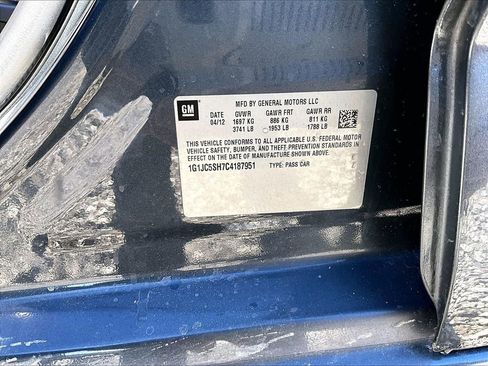 GM
MFD BY GENERAL MOTORS LLC
DATE GVWR GAWR FRT GAWR RR
04/12 1697 KG 886 KG 811 KG
3741 LB 1953 LB 1788 LB
THIS VEHICLE CONFORMS TO ALL APPLICABLE U.S. FEDERAL MOTOR
VEHICLE SAFETY, BUMPER, AND THEFT PREVENTION STANDARDS
IN EFFECT ON THE DATE OF MANUFACTURE SHOWN ABOVE.
1G1JC5SH7C4187951 TYPE: PASS CAR